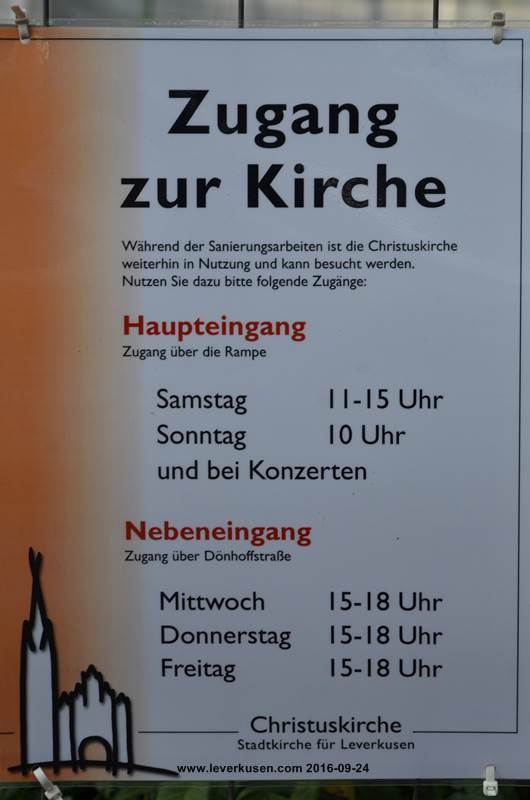 Zugang
zur Kirche
Während der Sanierungsarbeiten ist die Christuskirche
weiterhin in Nutzung und kann besucht werden.
Nutzen Sie dazu bitte folgende Zugänge:
Haupteingang
Zugang über die Rampe
Samstag 11-15 Uhr
Sonntag 10 Uhr
und bei Konzerten
Nebeneingang
Zugang über Dönhoffstraße
Mittwoch 15-18 Uhr
Donnerstag 15-18 Uhr
Freitag 15-18 Uhr
Christuskirche
Stadtkirche für Leverkusen
www.leverkusen.com 2016-09-24